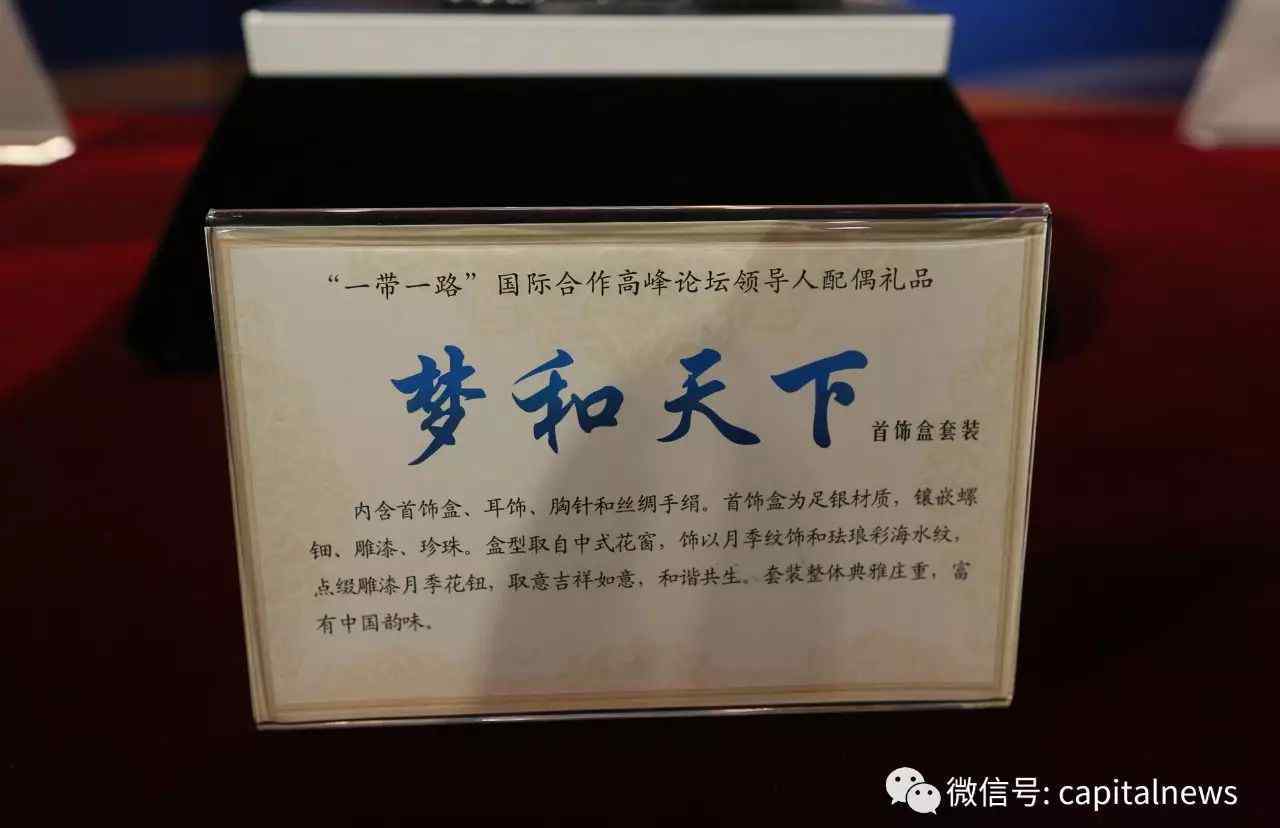 “一带一路”国际合作高峰论坛领导人配偶礼品
梦和天下 首饰盒套装
内含首饰盒、耳饰、胸针和丝绸手绢。首饰盒为足银材质，镶嵌螺
钿、雕漆、珍珠。盒型取自中式花窗，饰以月季纹饰和珐琅彩海水纹，
点缀雕漆月季花钮，取意吉祥如意，和谐共生。套装整体典雅庄重，富
有中国韵味。
微信号: capitalnews